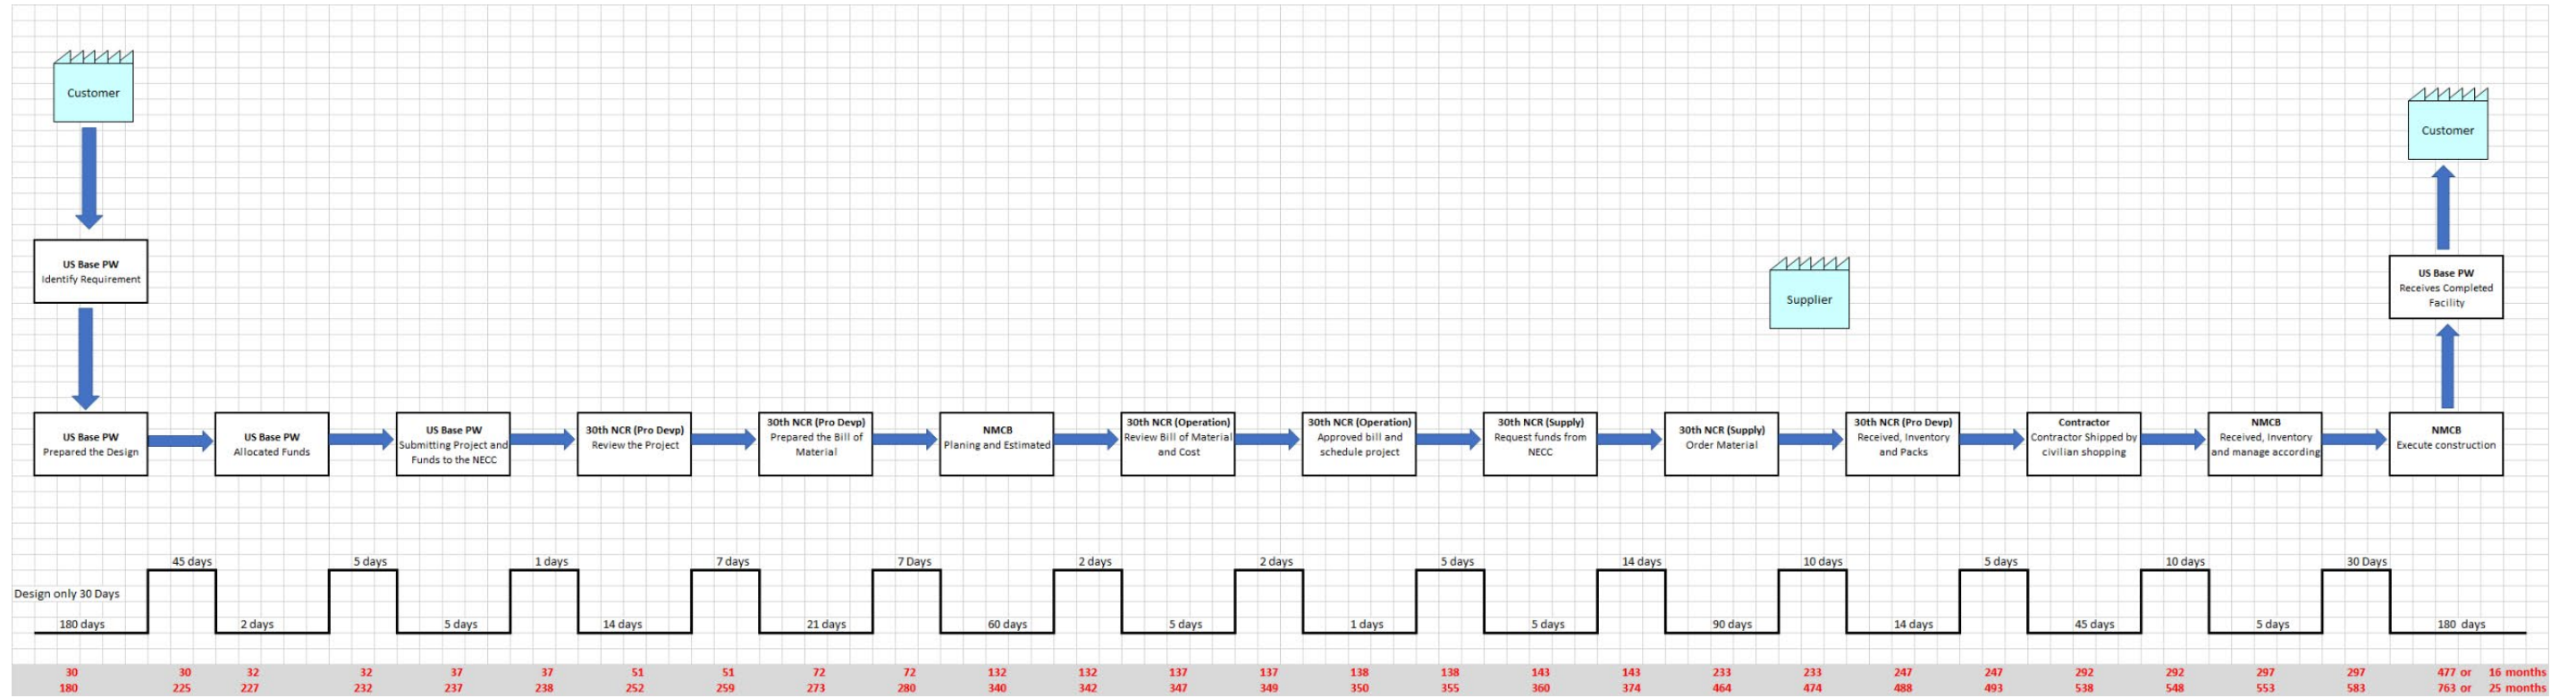 Customer
Customer
US Base PW
Identify Requirement
US Base PW
Receives Completed
Facility
Supplier
US Base PW
Prepared the Design
US Base PW
Allocated Funds
US Base PW
Submitting Project and
Funds to the NECC
30th NCR (Pro Devp)
Review the Project
30th NCR (Pro Devp)
Prepared the Bill of
Material
NMCB
Planing and Estimated
30th NCR (Operation)
Review Bill of Material
and Cost
30th NCR (Operation)
Approved bill and
schedule project
30th NCR (Supply)
Request funds from
NECC
30th NCR (Supply)
Order Material
30th NCR (Pro Devp)
Received, Inventory
and Packs
Contractor
Contractor Shipped by
civilian shopping
NMCB
Received, Inventory
and manage according
NMCB
Execute construction
45 days 5 days 1 days 7 days 7 Days 2 days 2 days 5 days 14 days 10 days 5 days 10 days 30 Days
Design only 30 Days
180 days 2 days 5 days 14 days 21 days 60 days 5 days 1 days 5 days 90 days 14 days 45 days 5 days 180 days
30 30 32 32 37 37 51 51 72 72 132 132 137 137 138 138 143 143 233 233 247 247 292 292 297 297 477 or 16 months
180 225 227 232 237 238 252 259 273 280 340 342 347 349 350 355 360 374 464 474 488 493 538 548 553 583 763 or 25 months